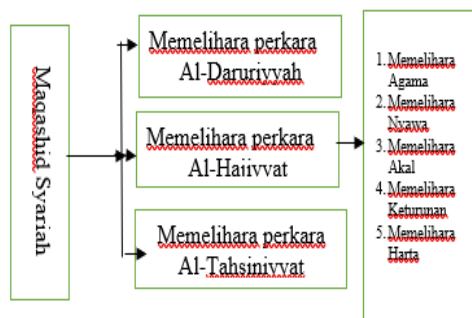 Maqashid Syariah
Memelihara perkara
Al-Daruriyyah
Memelihara perkara
Al-Hajiyyat
Memelihara perkara
Al-Tahsiniyyat
1. Memelihara
Agama
2. Memelihara
Nyawa
3. Memelihara
Akal
4. Memelihara
Keturunan
5. Memelihara
Harta